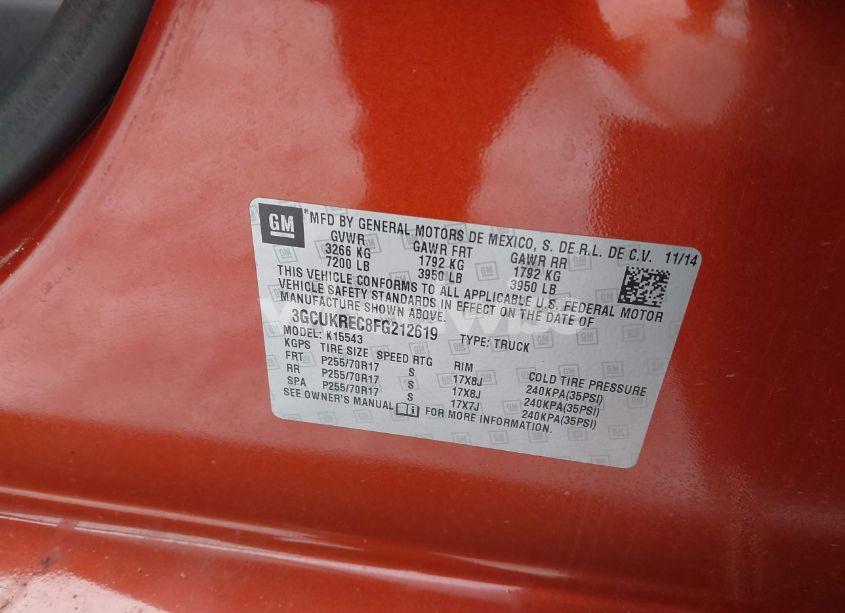 GM
MFD BY GENERAL MOTORS DE MEXICO, S. DE R.L. DE C.V. 11/14
GVWR GAWR FRT GAWR RR
3266 KG 1792 KG 1792 KG
7200 LB 3950 LB 3950 LB
THIS VEHICLE CONFORMS TO ALL APPLICABLE U.S. FEDERAL MOTOR
VEHICLE SAFETY STANDARDS IN EFFECT ON THE DATE OF
MANUFACTURE SHOWN ABOVE.
3GCUKREC8FG212619
MODEL: K15543 TYPE: TRUCK
KGPS TIRE SIZE SPEED RTG RIM COLD TIRE PRESSURE
FRT P255/70R17 S 17X8J 240KPA(35PSI)
RR P255/70R17 S 17X8J 240KPA(35PSI)
SPA P255/70R17 S 17X7J 240KPA(35PSI)
SEE OWNER'S MANUAL FOR MORE INFORMATION.